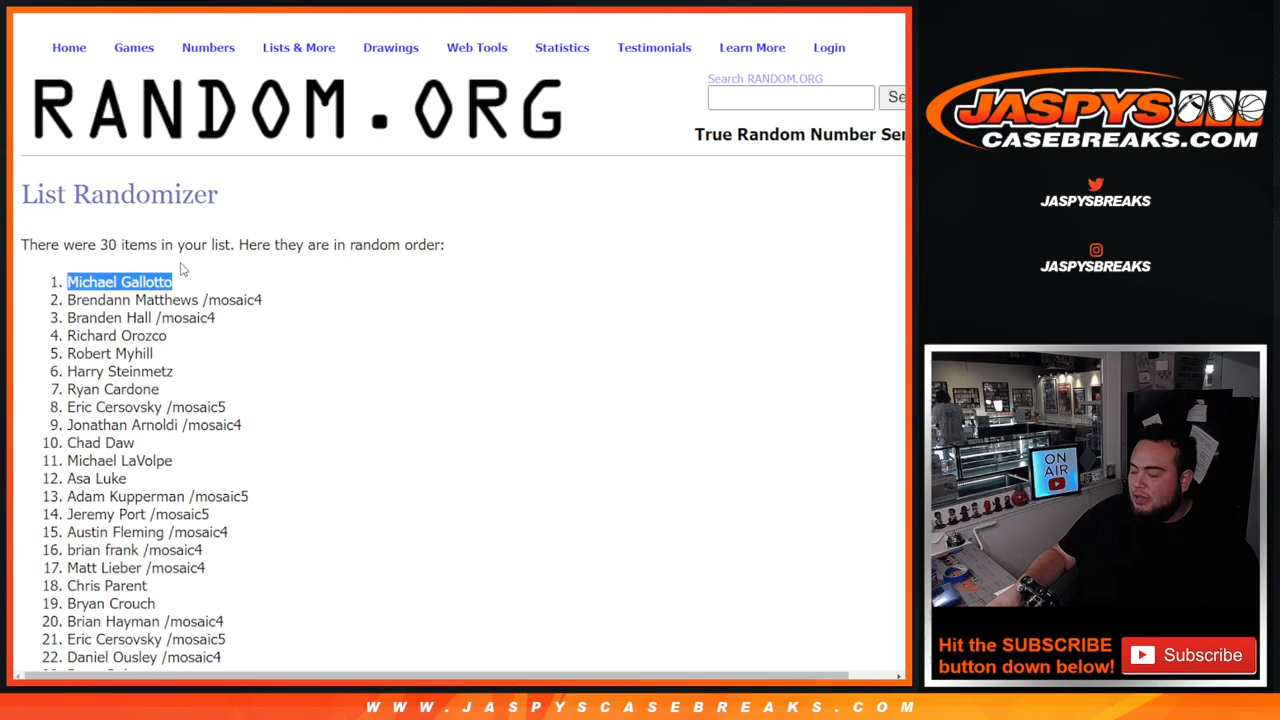 Home Games Numbers Lists & More Drawings Web Tools Statistics Testimonials Learn More Login
RANDOM.ORG
Search RANDOM.ORG
Se
True Random Number Ser
List Randomizer
There were 30 items in your list. Here they are in random order:
1. Michael Gallotto
2. Brendann Matthews /mosaic4
3. Branden Hall /mosaic4
4. Richard Orozco
5. Robert Myhill
6. Harry Steinmetz
7. Ryan Cardone
8. Eric Cersovsky /mosaic5
9. Jonathan Arnoldi /mosaic4
10. Chad Daw
11. Michael LaVolpe
12. Asa Luke
13. Adam Kupperman /mosaic5
14. Jeremy Port /mosaic5
15. Austin Fleming /mosaic4
16. brian frank /mosaic4
17. Matt Lieber /mosaic4
18. Chris Parent
19. Bryan Crouch
20. Brian Hayman /mosaic4
21. Eric Cersovsky /mosaic5
22. Daniel Ousley /mosaic4
JASPYS
CASEBREAKS.COM
JASPYSBREAKS
JASPYSBREAKS
ON
AIR
Hit the SUBSCRIBE
button down below!
Subscribe
WWW.JASPYSCASEBREAKS.COM